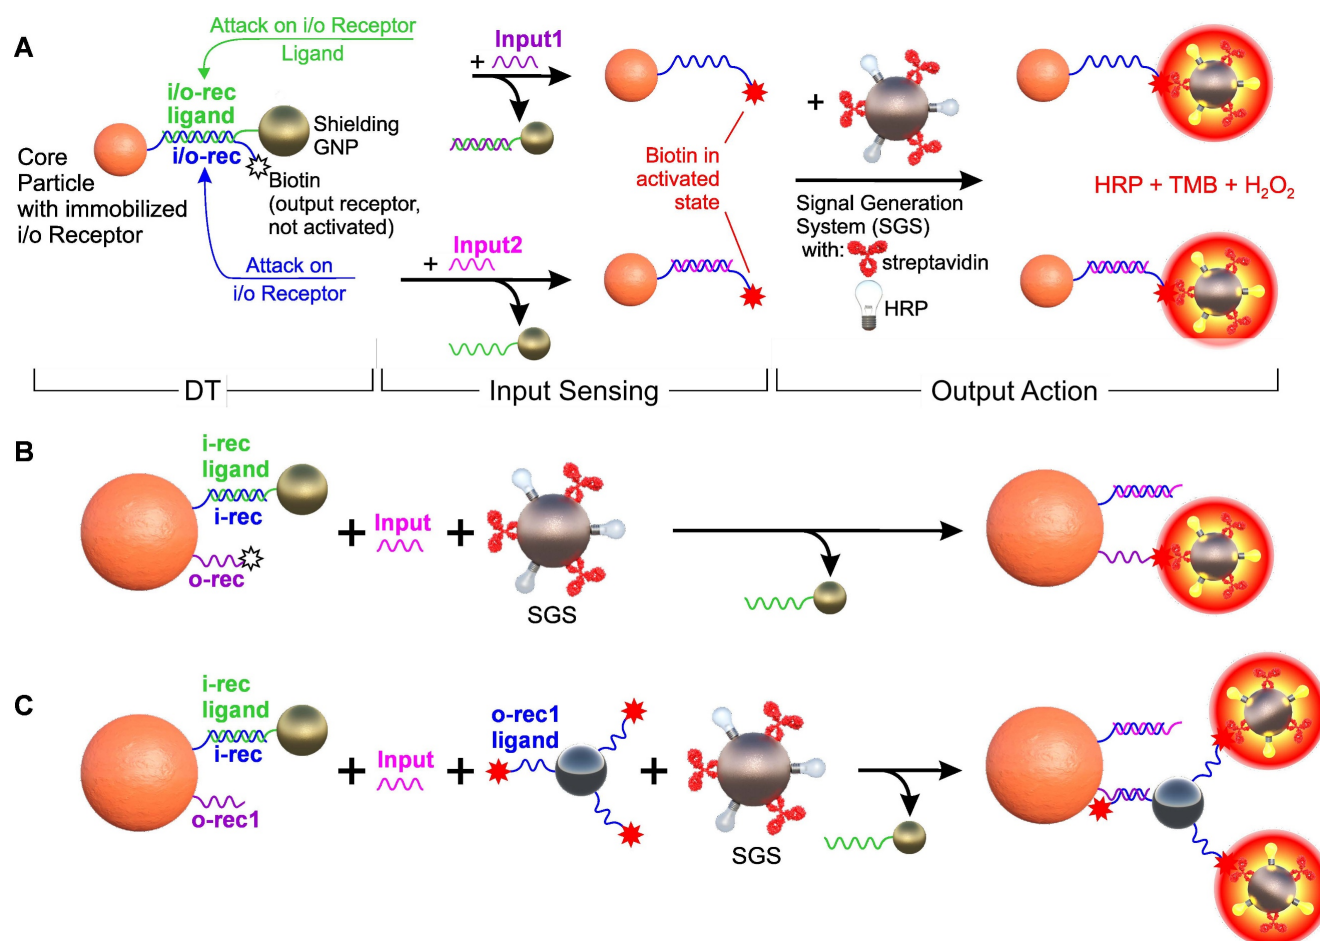 A
Attack on i/o Receptor
Ligand
i/o-rec
ligand
i/o-rec
Shielding
GNP
Core
Particle
with immobilized
i/o Receptor
Biotin
(output receptor,
not activated)
Attack on
i/o Receptor
+ Input1
+ Input2
Biotin in
activated
state
+
Signal Generation
System (SGS)
with:
streptavidin
HRP
HRP + TMB + H₂O₂
DT
Input Sensing
Output Action
B
i-rec
ligand
i-rec
o-rec
+
Input
+
SGS
C
i-rec
ligand
i-rec
o-rec1
+
Input
+
o-rec1
ligand
+
SGS